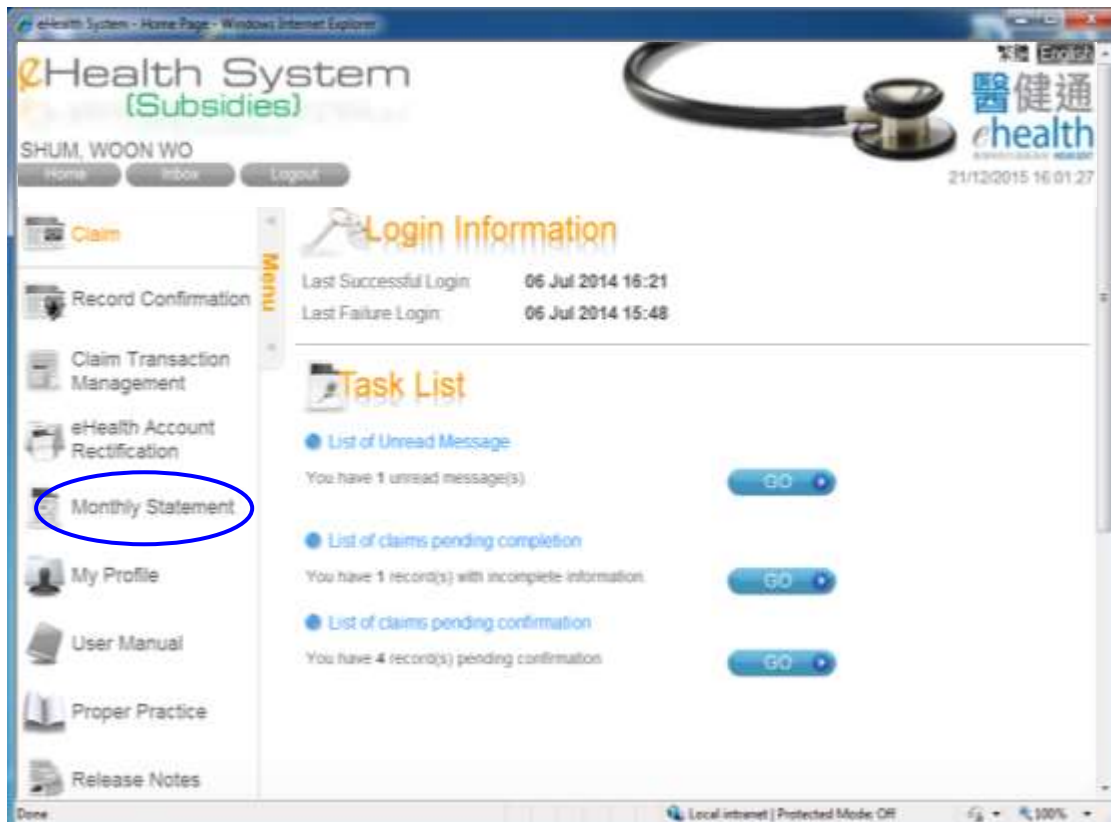 eHealth System - Home Page - Windows Internet Explorer
繁體 English
eHealth System
(Subsidies)
醫健通
ehealth
SHUM, WOON WO
Home Inbox Logout
21/12/2015 16:01:27
Claim
Record Confirmation
Claim Transaction
Management
eHealth Account
Rectification
Monthly Statement
My Profile
User Manual
Proper Practice
Release Notes
Menu
Login Information
Last Successful Login: 06 Jul 2014 16:21
Last Failure Login: 06 Jul 2014 15:48
Task List
List of Unread Message
You have 1 unread message(s).
GO
List of claims pending completion
You have 1 record(s) with incomplete information.
GO
List of claims pending confirmation
You have 4 record(s) pending confirmation
GO
Done
Local intranet | Protected Mode: Off
100%